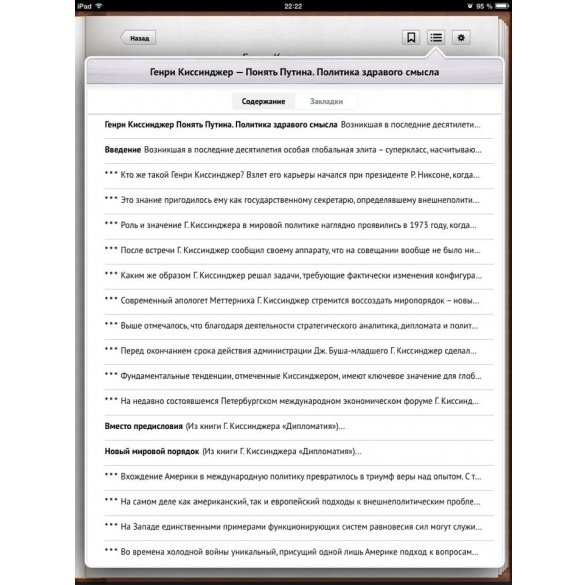 iPad
22:22
95 %
Назад
Генри Киссинджер — Понять Путина. Политика здравого смысла
Содержание
Закладки
Генри Киссинджер Понять Путина. Политика здравого смысла Возникшая в последние десятилети...
Введение Возникшая в последние десятилетия особая глобальная элита – суперкласс, насчитываю...
* * * Кто же такой Генри Киссинджер? Взлет его карьеры начался при президенте Р. Никсоне, когда...
* * * Это знание пригодилось ему как государственному секретарю, определявшему внешнеполити...
* * * Роль и значение Г. Киссинджера в мировой политике наглядно проявились в 1973 году, когда...
* * * После встречи Г. Киссинджер сообщил своему аппарату, что на совещании вообще не было ни...
* * * Каким же образом Г. Киссинджер решал задачи, требующие фактически изменения конфигура...
* * * Современный апологет Меттерниха Г. Киссинджер стремится воссоздать миропорядок – новы...
* * * Выше отмечалось, что благодаря деятельности стратегического аналитика, дипломата и полит...
* * * Перед окончанием срока действия администрации Дж. Буша-младшего Г. Киссинджер сделал...
* * * Фундаментальные тенденции, отмеченные Киссинджером, имеют ключевое значение для глоб...
* * * На недавно состоявшемся Петербургском международном экономическом форуме Г. Киссинд...
Вместо предисловия (Из книги Г. Киссинджера «Дипломатия»)...
Новый мировой порядок (Из книги Г. Киссинджера «Дипломатия»)...
* * * Вхождение Америки в международную политику превратилось в триумф веры над опытом. С т...
* * * На самом деле как американский, так и европейский подходы к внешнеполитическим пробле...
* * * На Западе единственными примерами функционирующих систем равновесия сил могут служи...
* * * Во времена холодной войны уникальный, присущий одной лишь Америке подход к вопросам...